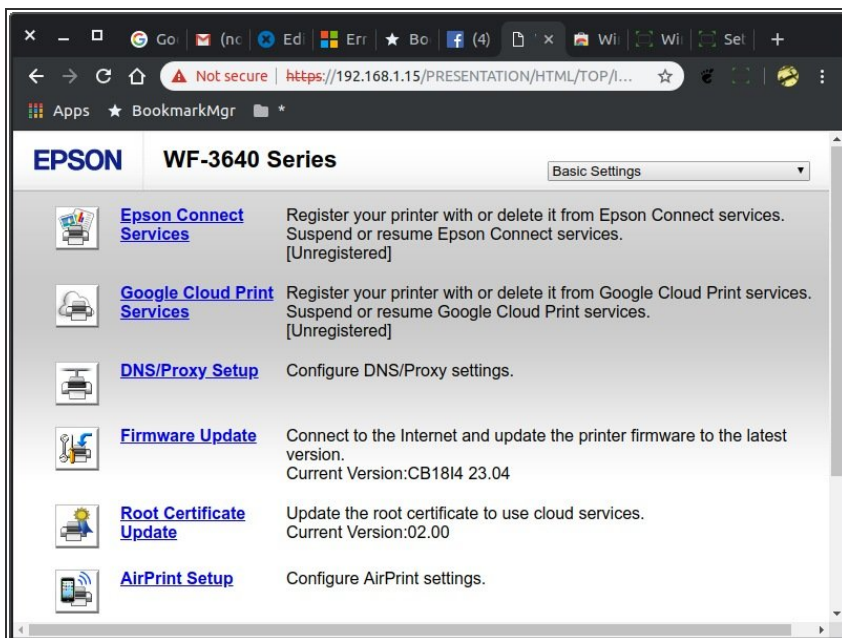 Go (nc Edi Err Bo (4) ' Wi Wi Set
Not secure | https://192.168.1.15/PRESENTATION/HTML/TOP/I...
Apps BookmarkMgr *
EPSON WF-3640 Series Basic Settings
Epson Connect Services
Register your printer with or delete it from Epson Connect services.
Suspend or resume Epson Connect services.
[Unregistered]
Google Cloud Print Services
Register your printer with or delete it from Google Cloud Print services.
Suspend or resume Google Cloud Print services.
[Unregistered]
DNS/Proxy Setup Configure DNS/Proxy settings.
Firmware Update Connect to the Internet and update the printer firmware to the latest
version.
Current Version:CB18I4 23.04
Root Certificate Update
Update the root certificate to use cloud services.
Current Version:02.00
AirPrint Setup Configure AirPrint settings.